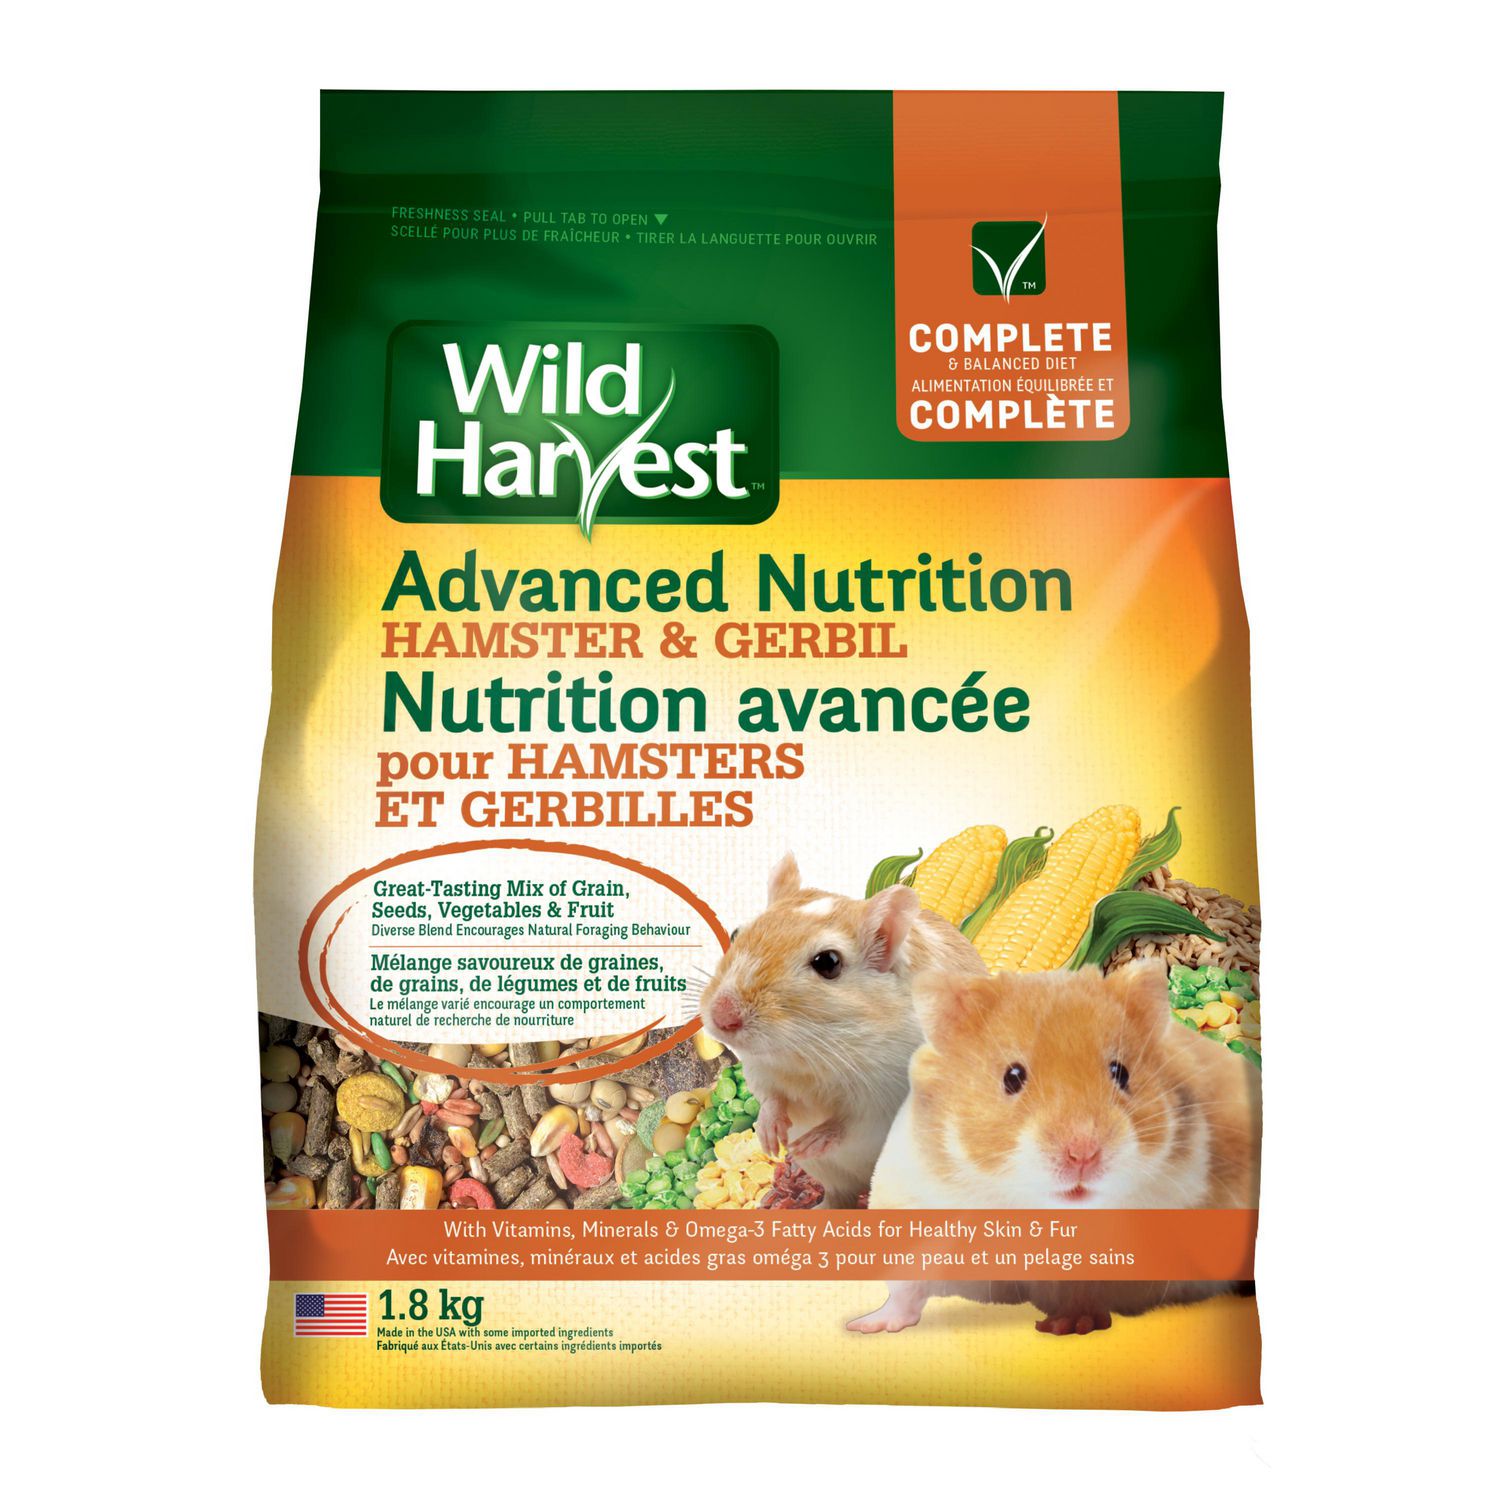 FRESHNESS SEAL • PULL TAB TO OPEN ▼
SCELLÉ POUR PLUS DE FRAÎCHEUR • TIRER LA LANGUETTE POUR OUVRIR
TM
COMPLETE
& BALANCED DIET
ALIMENTATION ÉQUILIBRÉE ET
COMPLÈTE
Wild
Harvest TM
Advanced Nutrition
HAMSTER & GERBIL
Nutrition avancée
pour HAMSTERS
ET GERBILLES
Great-Tasting Mix of Grain,
Seeds, Vegetables & Fruit
Diverse Blend Encourages Natural Foraging Behaviour
Mélange savoureux de graines,
de grains, de légumes et de fruits
Le mélange varié encourage un comportement
naturel de recherche de nourriture
With Vitamins, Minerals & Omega-3 Fatty Acids for Healthy Skin & Fur
Avec vitamines, minéraux et acides gras oméga 3 pour une peau et un pelage sains
1.8 kg
Made in the USA with some imported ingredients
Fabriqué aux États-Unis avec certains ingrédients importés